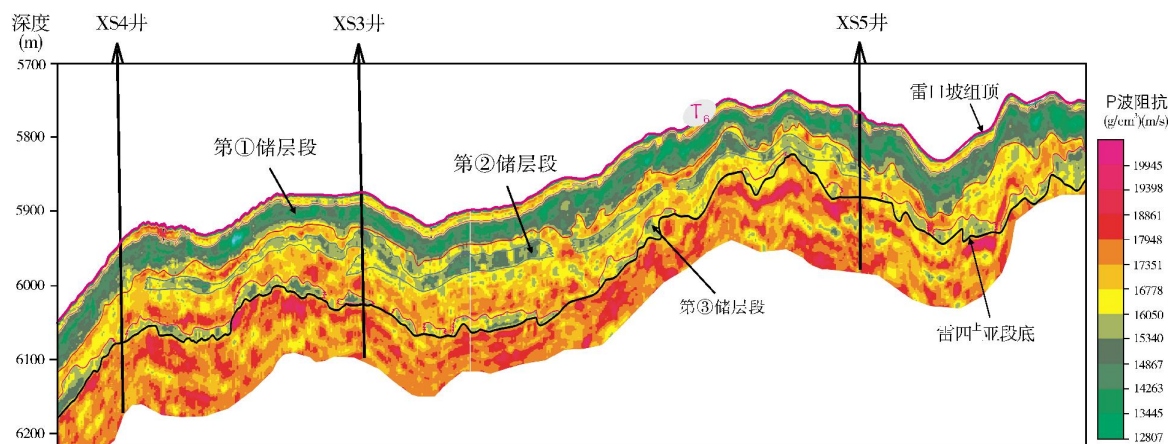 深度
(m)
XS4井
XS3井
XS5井
5700
5800
5900
6000
6100
6200
T6
雷口坡组顶
第①储层段
第②储层段
第③储层段
雷四上亚段底
P波阻抗
(g/cm³)(m/s)
19945
19398
18861
17948
17351
16778
16050
15340
14867
14263
13445
12807